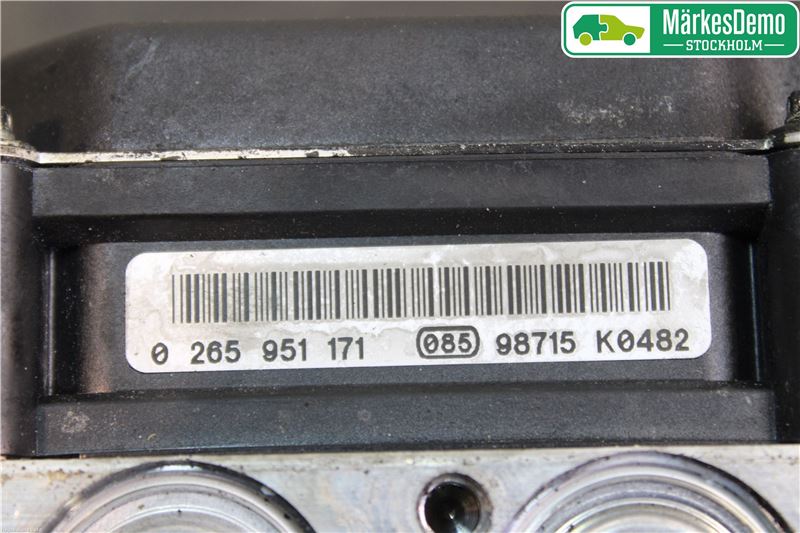 MärkesDemo
STOCKHOLM
0 265 951 171 085 98715 K0482